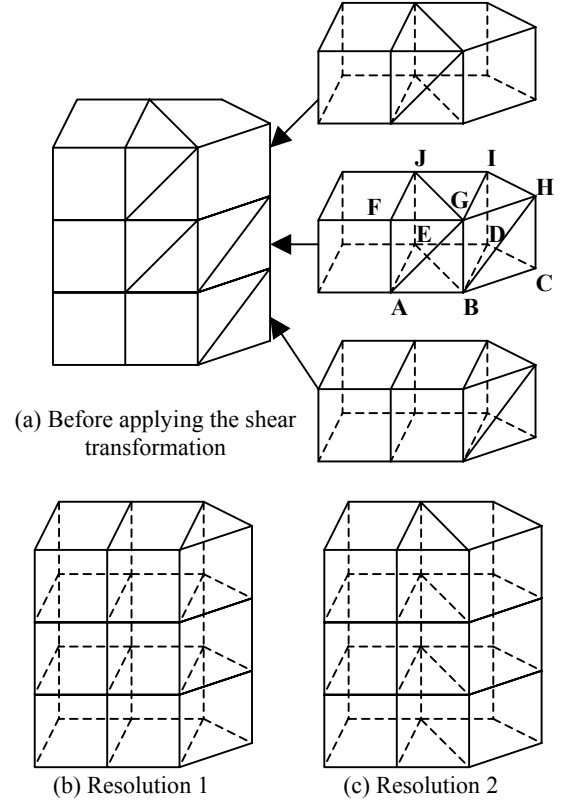 J
I
H
F
G
E
D
C
A
B
(a) Before applying the shear
transformation
(b) Resolution 1
(c) Resolution 2